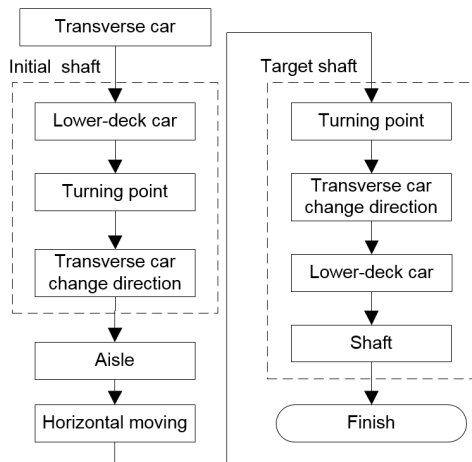 Transverse car
Initial shaft
Lower-deck car
Turning point
Transverse car
change direction
Aisle
Horizontal moving
Target shaft
Turning point
Transverse car
change direction
Lower-deck car
Shaft
Finish